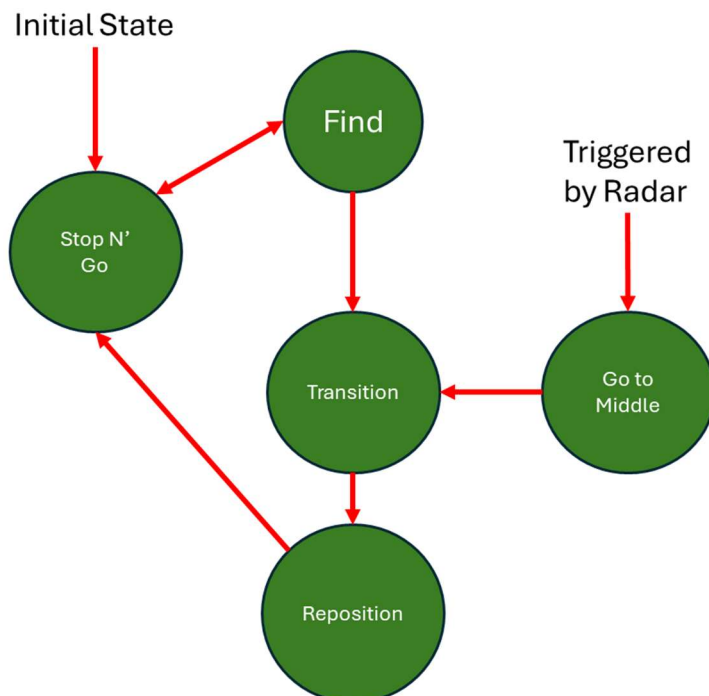 Initial State
Find
Triggered
by Radar
Stop N’
Go
Transition
Go to
Middle
Reposition